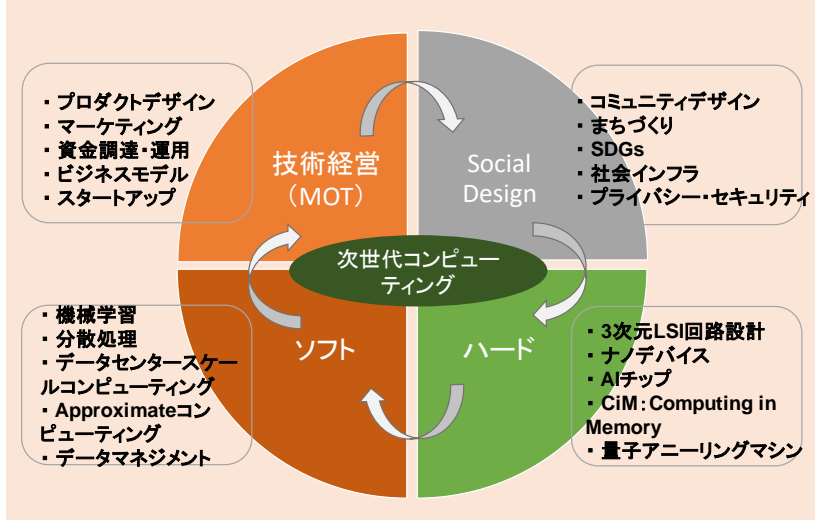 ・ プロダクトデザイン
・ マーケティング
・ 資金調達・運用
・ ビジネスモデル
・ スタートアップ
技術経営
（MOT）
Social
Design
・ コミュニティデザイン
・ まちづくり
・ SDGs
・ 社会インフラ
・ プライバシー・セキュリティ
次世代コンピュー
ティング
・ 機械学習
・ 分散処理
・ データセンタースケー
ルコンピューティング
・ Approximateコン
ピューティング
・ データマネジメント
ソフト
ハード
・ 3次元LSI回路設計
・ ナノデバイス
・ AIチップ
・ CiM：Computing in
Memory
・ 量子アニーリングマシン